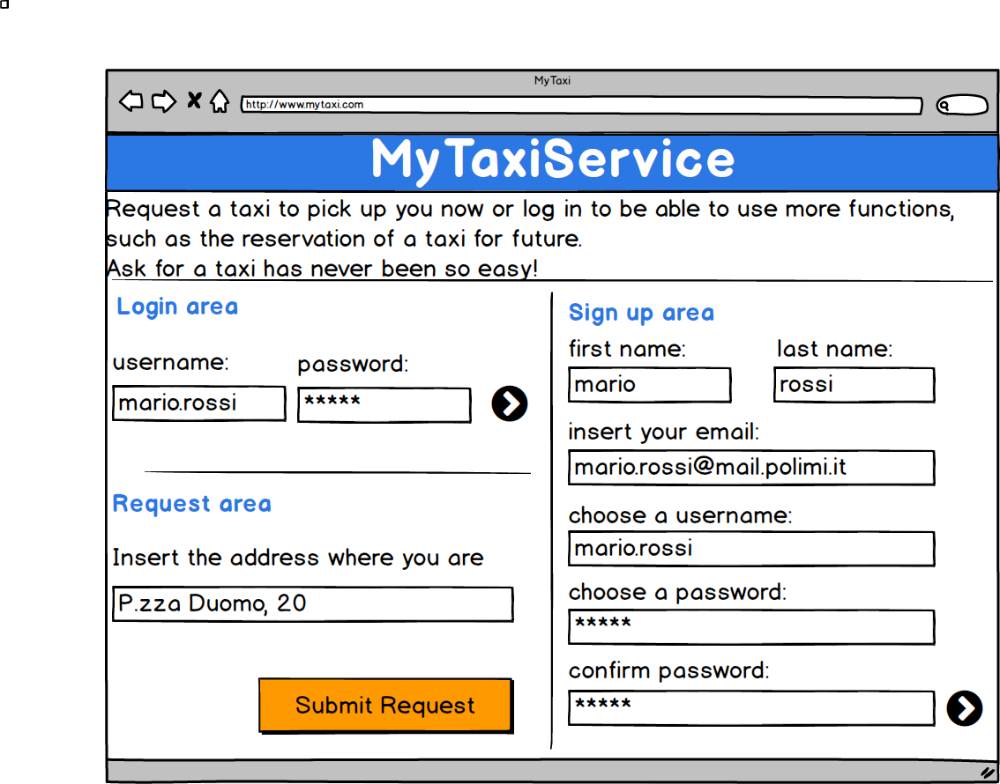 MyTaxi
http://www.mytaxi.com
MyTaxiService
Request a taxi to pick up you now or log in to be able to use more functions,
such as the reservation of a taxi for future.
Ask for a taxi has never been so easy!
Login area
username: password:
mario.rossi *****
Request area
Insert the address where you are
P.zza Duomo, 20
Submit Request
Sign up area
first name: last name:
mario rossi
insert your email:
mario.rossi@mail.polimi.it
choose a username:
mario.rossi
choose a password:
*****
confirm password:
*****